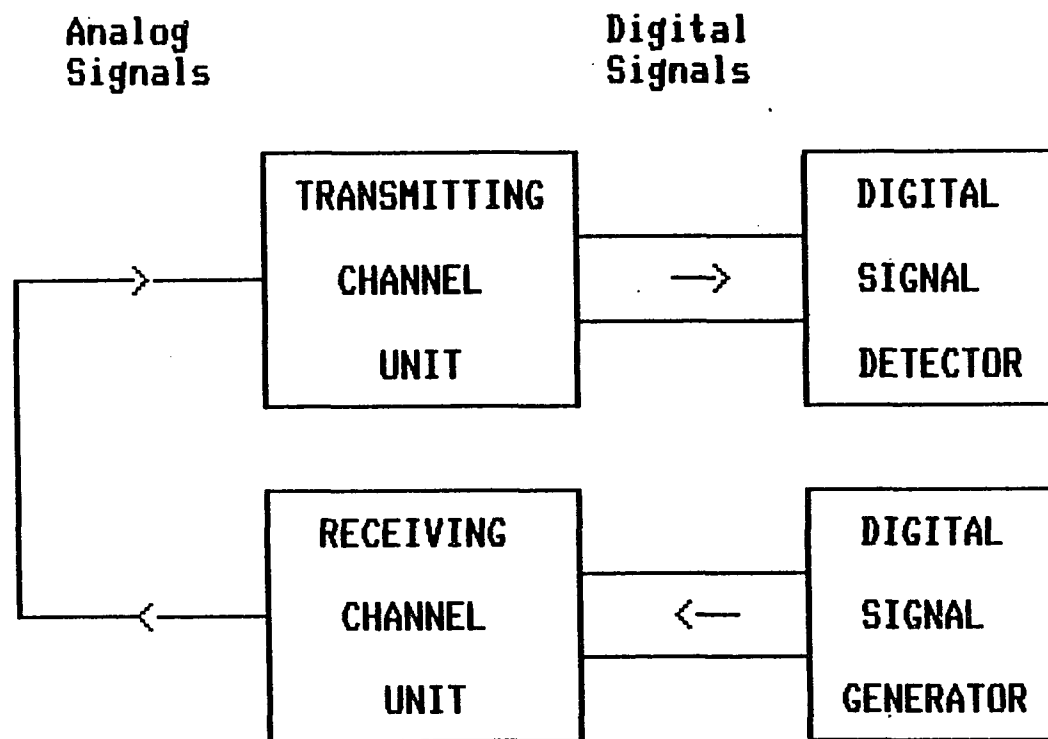 Analog
Signals
Digital
Signals
TRANSMITTING
CHANNEL
UNIT
DIGITAL
SIGNAL
DETECTOR
RECEIVING
CHANNEL
UNIT
DIGITAL
SIGNAL
GENERATOR